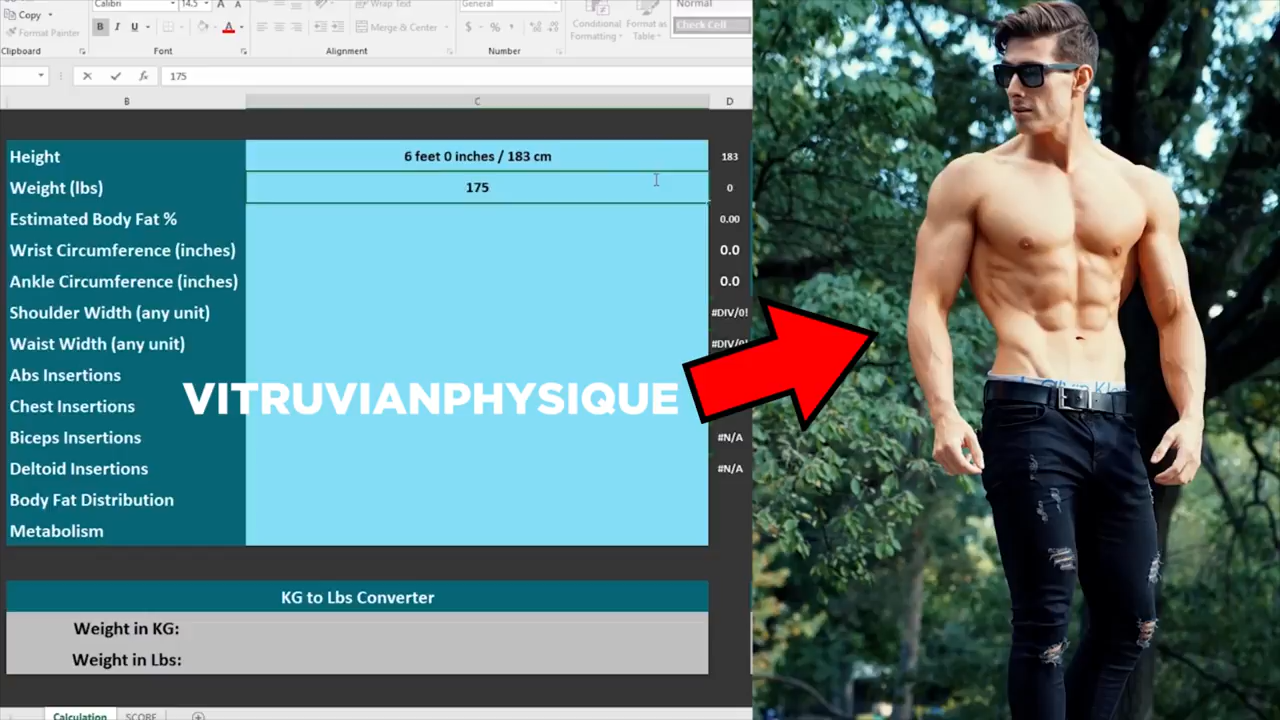 Calibri
14.5
A
A
Wrap Text
General
Normal
Copy
Format Painter
B I U
A
Merge & Center
$ % ,
Conditional Formatting
Format as Table
Check Cell
Clipboard
Font
Alignment
Number
fx 175
B C D
Height 6 feet 0 inches / 183 cm 183
Weight (lbs) 175 0
Estimated Body Fat % 0.00
Wrist Circumference (inches) 0.0
Ankle Circumference (inches) 0.0
Shoulder Width (any unit) #DIV/0!
Waist Width (any unit) #DIV/0!
Abs Insertions
Chest Insertions
VITRUVIANPHYSIQUE
Biceps Insertions #N/A
Deltoid Insertions #N/A
Body Fat Distribution
Metabolism
KG to Lbs Converter
Weight in KG:
Weight in Lbs:
Calculation SCORE